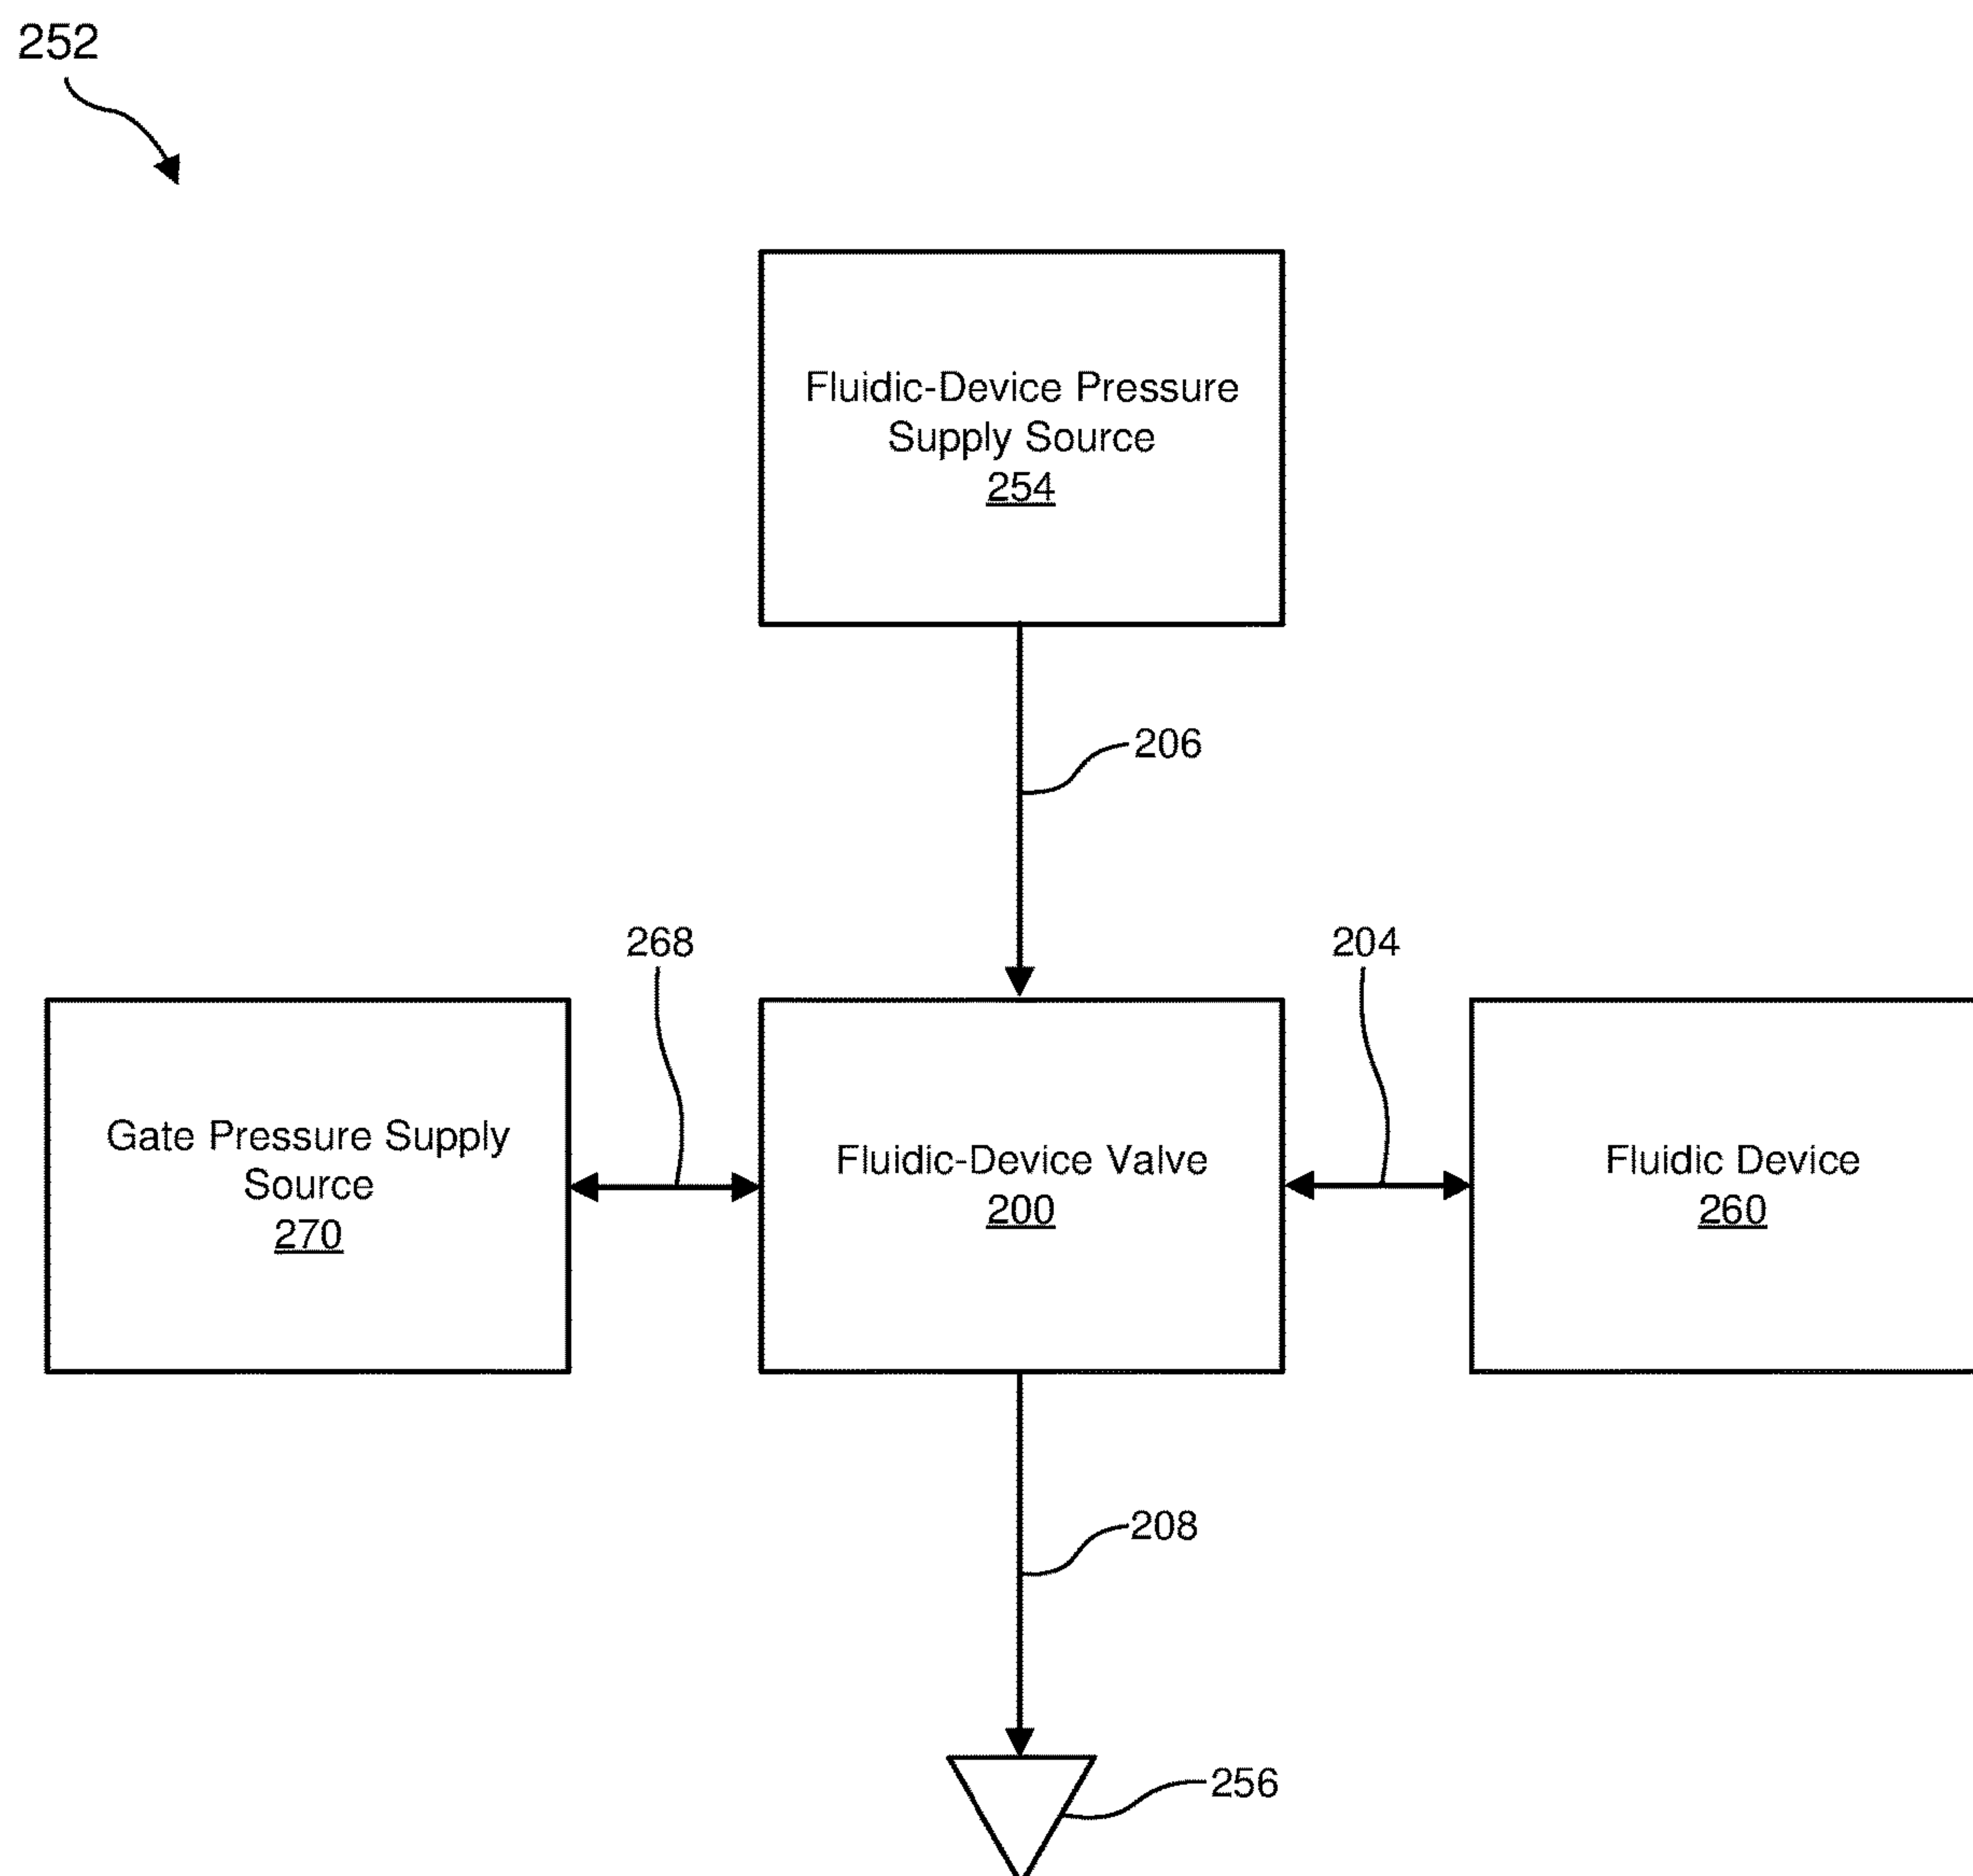 252
Fluidic-Device Pressure
Supply Source
254
206
268
204
Gate Pressure Supply
Source
270
Fluidic-Device Valve
200
Fluidic Device
260
208
256